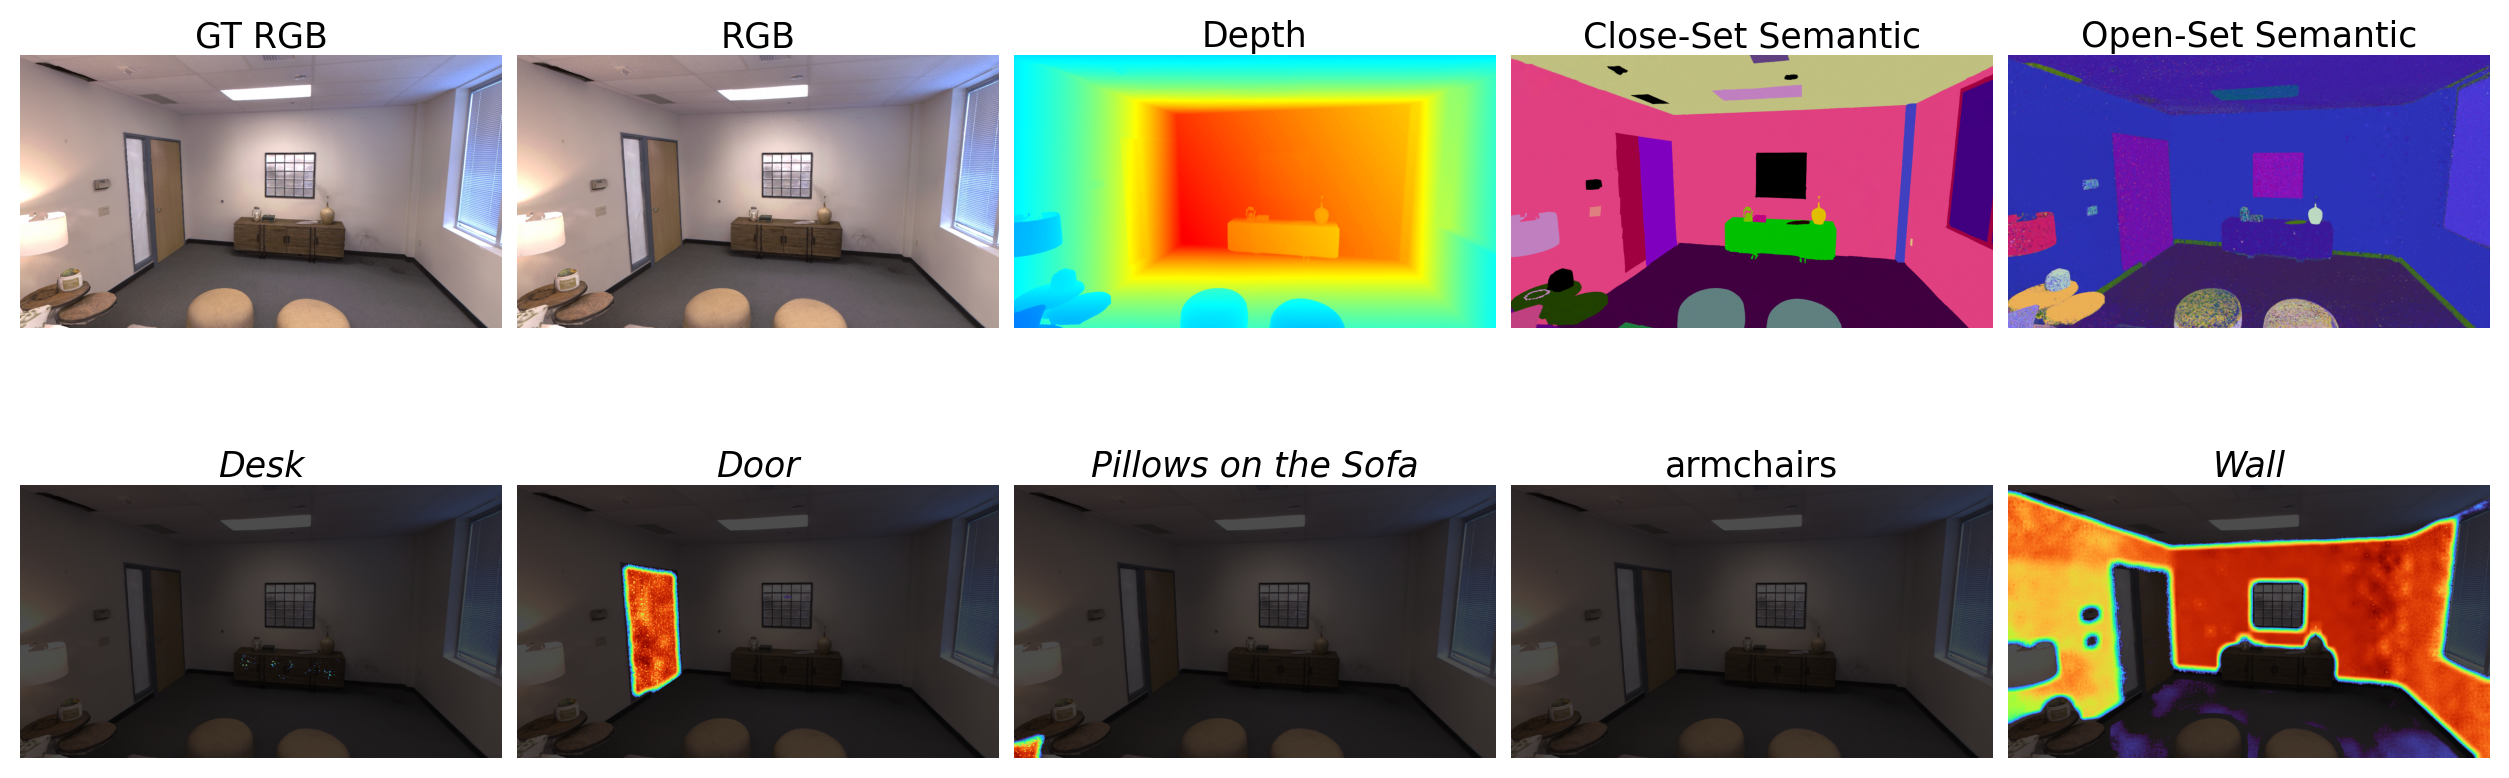 GT RGB
RGB
Depth
Close-Set Semantic
Open-Set Semantic
Desk
Door
Pillows on the Sofa
armchairs
Wall